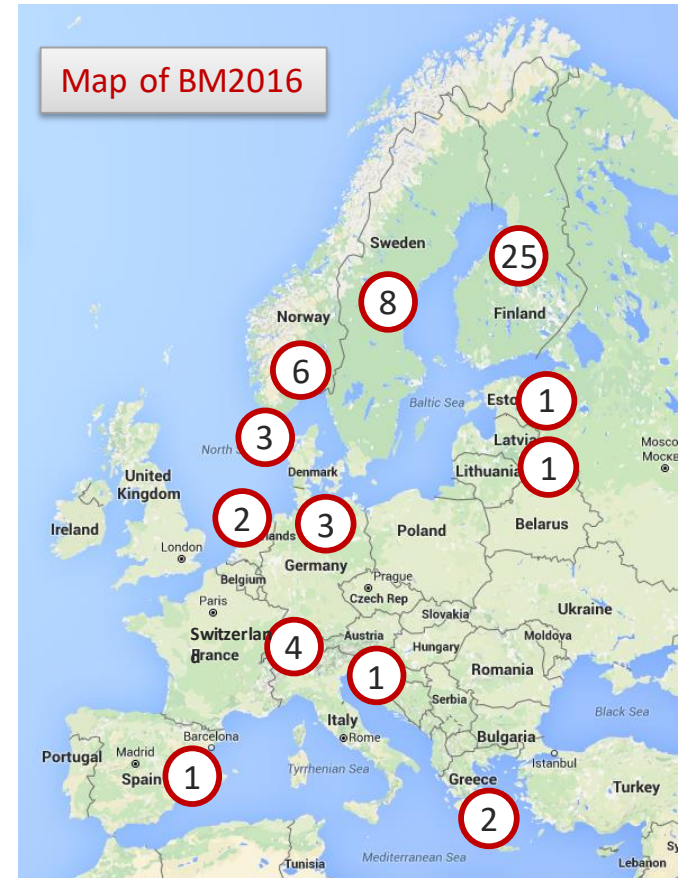 Map of BM2016
Sweden
25
8
Finland
Norway
6
Baltic Sea
1
3
Latvia
1
Denmark
Lithuania
United
Kingdom
2
3
Belarus
Ireland
London
Poland
Germany
Belgium
Prague
Czech Rep
Paris
Slovakia
Ukraine
Switzerlan
d
France
4
Austria
Moldova
Hungary
1
Romania
Serbia
Italy
Black Sea
Barcelona
Rome
Bulgaria
Portugal
Madrid
Istanbul
Spain
1
Tyrrhenian Sea
Greece
Turkey
2
Tunisia
Mediterranean Sea
Lebanon